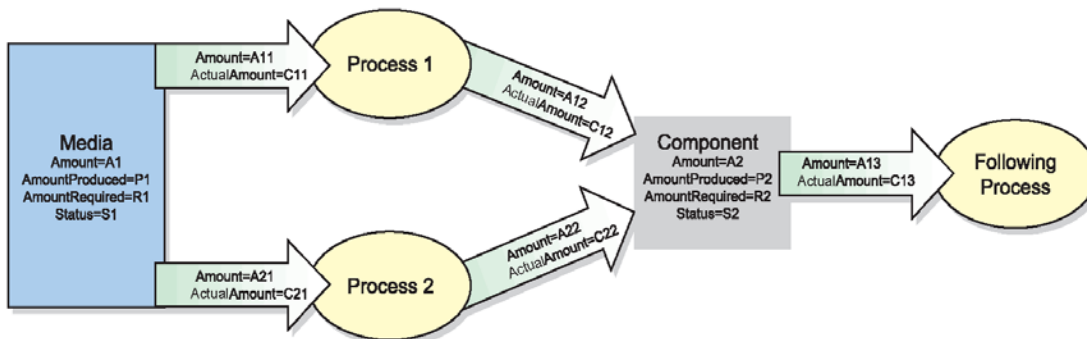 Amount=A11
ActualAmount=C11
Process 1
Amount=A12
ActualAmount=C12
Media
Amount=A1
AmountProduced=P1
AmountRequired=R1
Status=S1
Component
Amount=A2
AmountProduced=P2
AmountRequired=R2
Status=S2
Amount=A13
ActualAmount=C13
Following
Process
Amount=A21
ActualAmount=C21
Process 2
Amount=A22
ActualAmount=C22